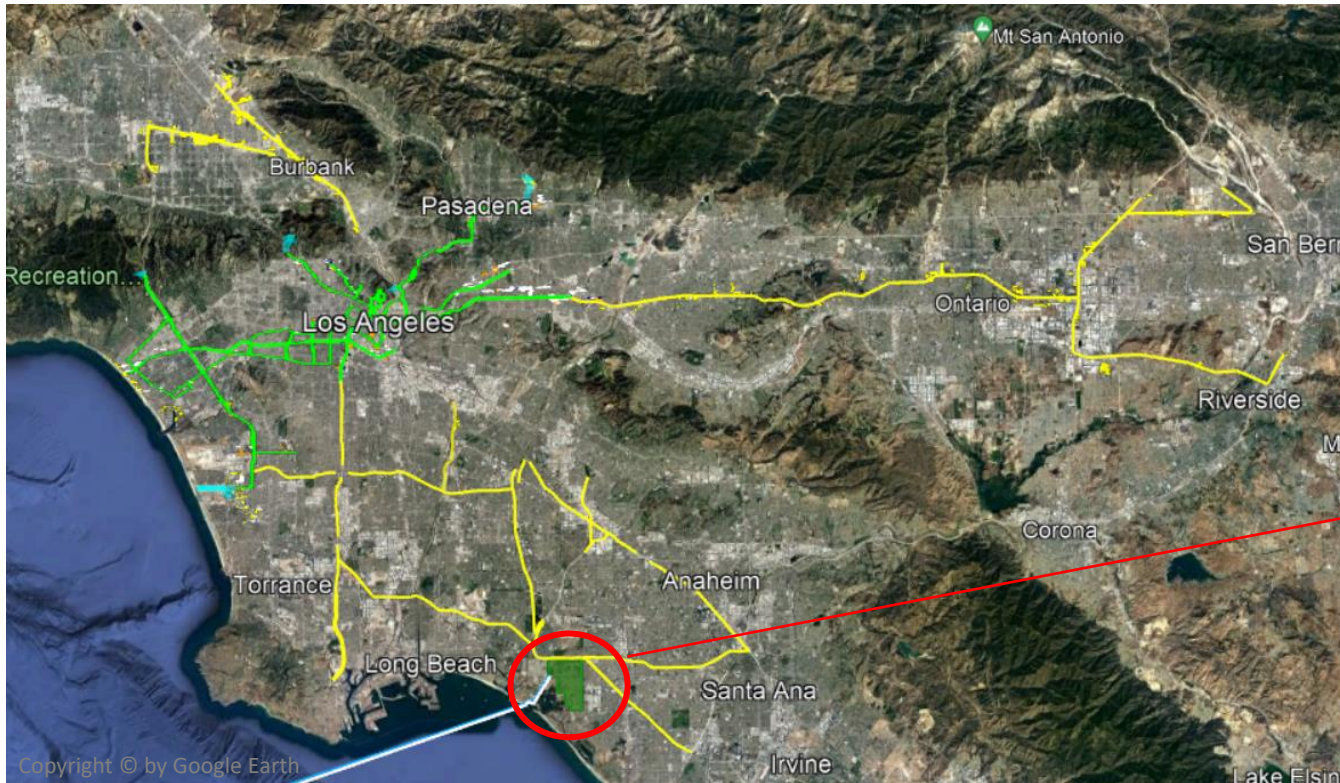 Mt San Antonio
Burbank
Pasadena
San Bern
Recreation...
Ontario
Los Angeles
Riverside
M
Corona
Torrance
Anaheim
Long Beach
Santa Ana
Irvine
Copyright © by Google Earth
Lake Elsin